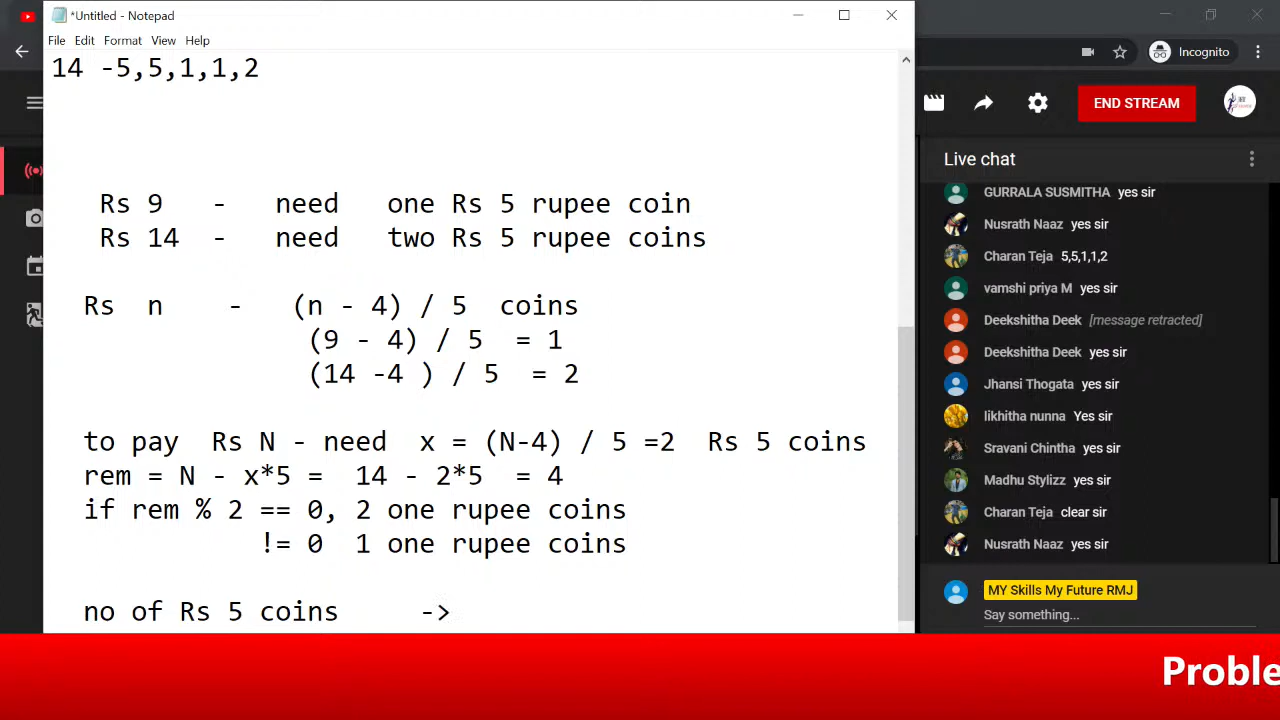 *Untitled - Notepad
File Edit Format View Help
14 -5,5,1,1,2
Rs 9 - need one Rs 5 rupee coin
Rs 14 - need two Rs 5 rupee coins
Rs n - (n - 4) / 5 coins
(9 - 4) / 5 = 1
(14 -4 ) / 5 = 2
to pay Rs N - need x = (N-4) / 5 =2 Rs 5 coins
rem = N - x*5 = 14 - 2*5 = 4
if rem % 2 == 0, 2 one rupee coins
!= 0 1 one rupee coins
no of Rs 5 coins ->
Incognito
END STREAM
Live chat
GURRALA SUSMITHA yes sir
Nusrath Naaz yes sir
Charan Teja 5,5,1,1,2
vamshi priya M yes sir
Deekshitha Deek [message retracted]
Deekshitha Deek yes sir
Jhansi Thogata yes sir
likhitha nunna Yes sir
Sravani Chintha yes sir
Madhu Stylizz yes sir
Charan Teja clear sir
Nusrath Naaz yes sir
MY Skills My Future RMJ
Say something...
Proble